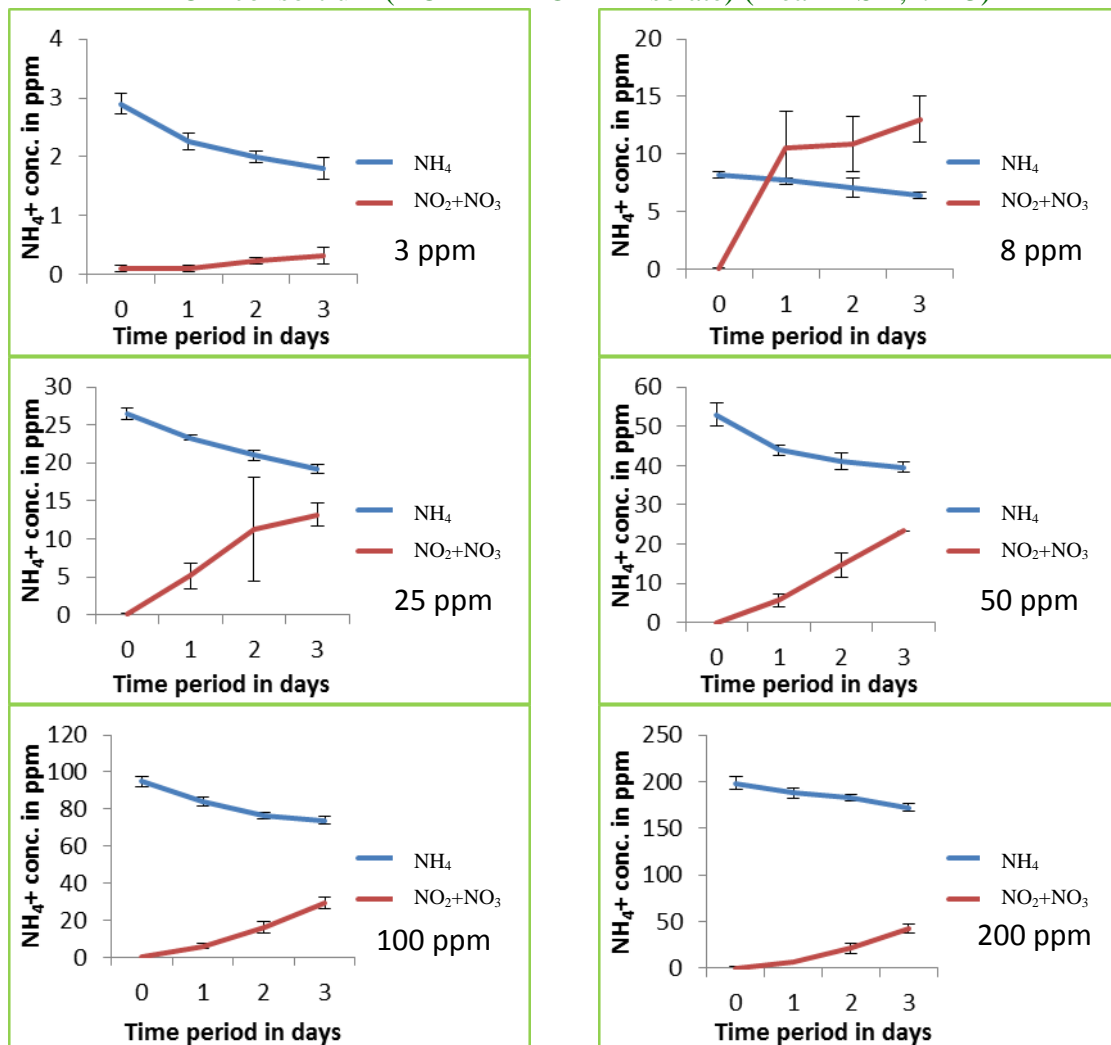 4
3
2
1
0
NH₄+ conc. in ppm
0 1 2 3
Time period in days
NH₄
NO₂+NO₃
3 ppm
20
15
10
5
0
NH₄+ conc. in ppm
0 1 2 3
Time period in days
NH₄
NO₂+NO₃
8 ppm
30
25
20
15
10
5
0
NH₄+ conc. in ppm
0 1 2 3
Time period in days
NH₄
NO₂+NO₃
25 ppm
60
50
40
30
20
10
0
NH₄+ conc. in ppm
0 1 2 3
Time period in days
NH₄
NO₂+NO₃
50 ppm
120
100
80
60
40
20
0
NH₄+ conc. in ppm
0 1 2 3
Time period in days
NH₄
NO₂+NO₃
100 ppm
250
200
150
100
50
0
NH₄+ conc. in ppm
0 1 2 3
Time period in days
NH₄
NO₂+NO₃
200 ppm